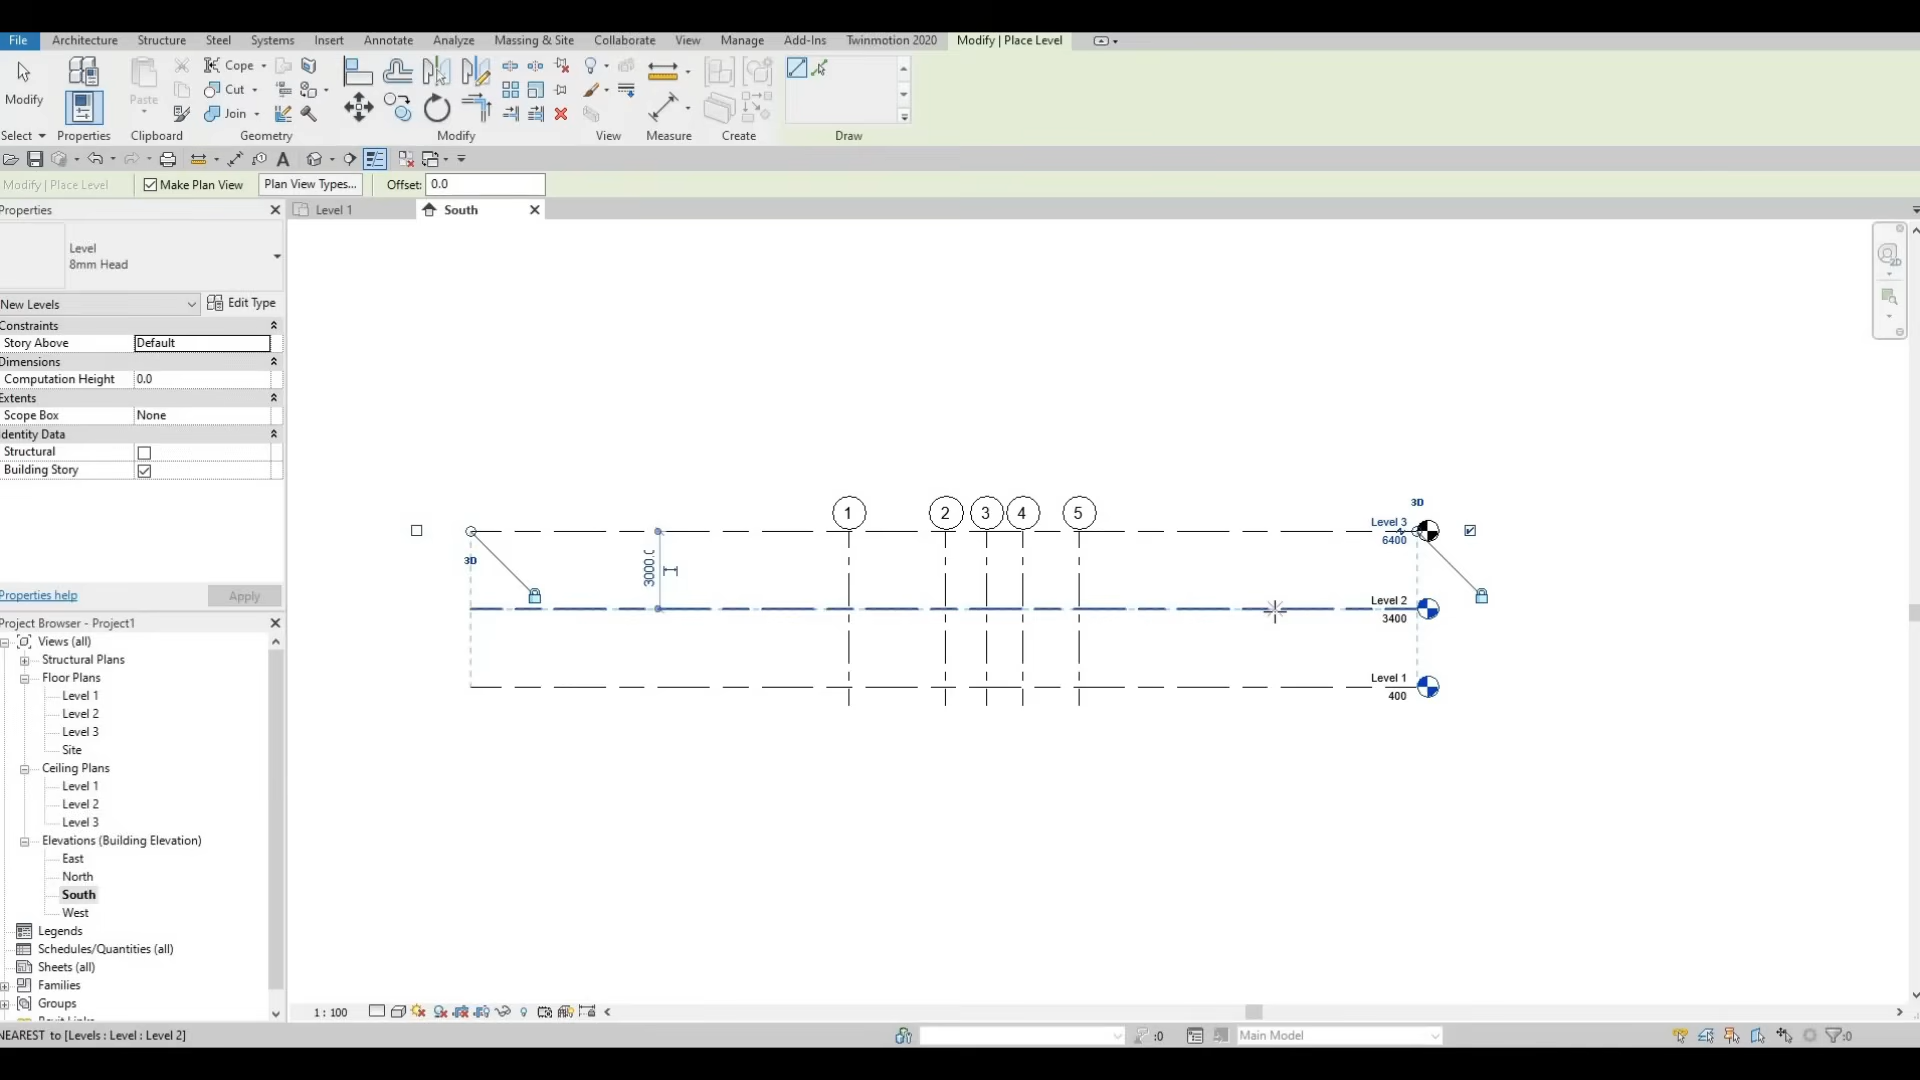 File Architecture Structure Steel Systems Insert Annotate Analyze Massing & Site Collaborate View Manage Add-Ins Twinmotion 2020 Modify | Place Level
Modify Paste Cope Cut Join
Select Properties Clipboard Geometry Modify View Measure Create Draw
Modify | Place Level Make Plan View Plan View Types... Offset: 0.0
Properties
Level 1 South
Level
8mm Head
New Levels Edit Type
Constraints
Story Above Default
Dimensions
Computation Height 0.0
Extents
Scope Box None
Identity Data
Structural
Building Story
Properties help Apply
Project Browser - Project1
Views (all)
Structural Plans
Floor Plans
Level 1
Level 2
Level 3
Site
Ceiling Plans
Level 1
Level 2
Level 3
Elevations (Building Elevation)
East
North
South
West
Legends
Schedules/Quantities (all)
Sheets (all)
Families
Groups
1 2 3 4 5
3D
Level 3
6400
3D
3000.0
Level 2
3400
Level 1
400
1 : 100
NEAREST to [Levels : Level : Level 2]
:0
Main Model
:0